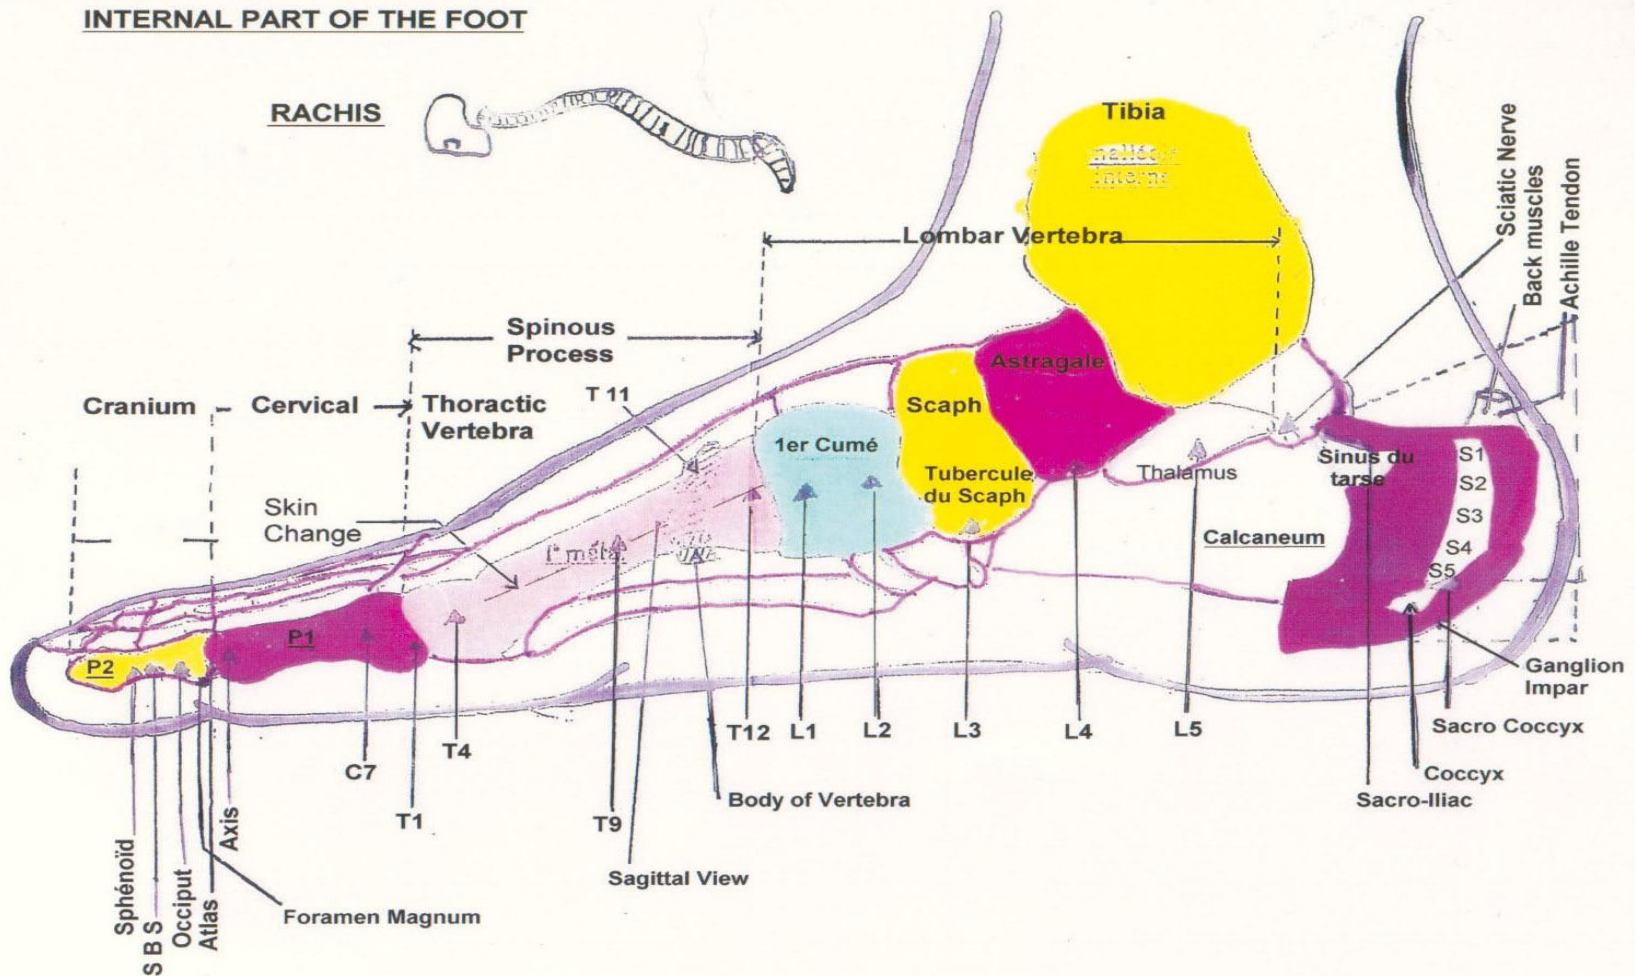 INTERNAL PART OF THE FOOT
RACHIS
Tibia
interne
Sciatic Nerve
Back muscles
Achille Tendon
Lombar Vertebra
Spinous
Process
Cranium
Cervical
Thoractic
Vertebra
T 11
Astragale
Scaph
1er Cumé
Tubercule
du Scaph
Thalamus
Sinus du
tarse
S1
S2
S3
S4
S5
Skin
Change
1° méta
Calcaneum
P1
P2
Ganglion
Impar
T4
T12
L1
L2
L3
L4
L5
Sacro Coccyx
C7
Coccyx
Body of Vertebra
Sacro-Iliac
T1
T9
Axis
Sagittal View
Sphénoïd
S B S
Occiput
Atlas
Foramen Magnum